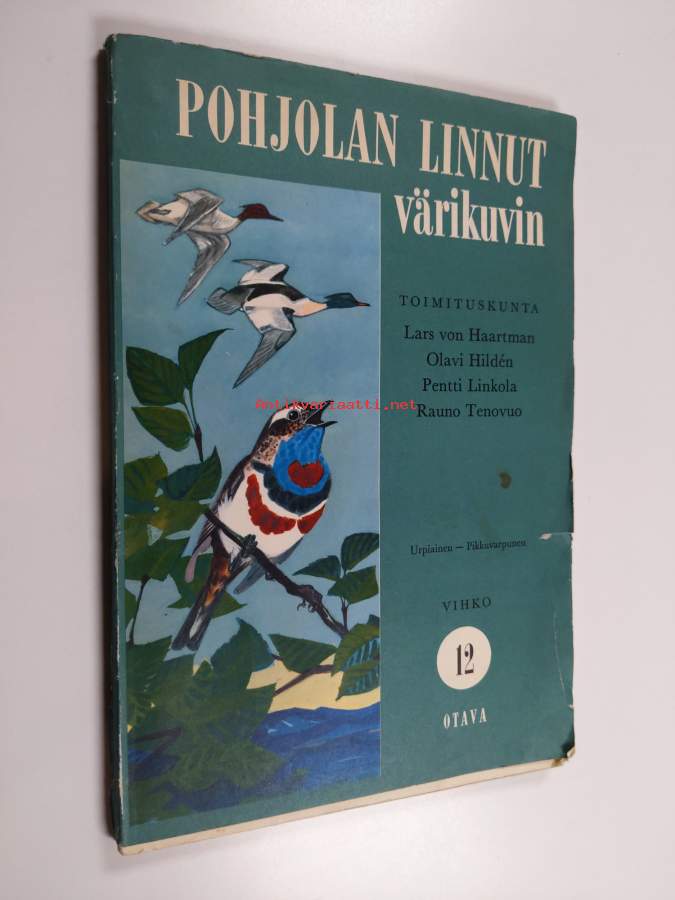 POHJOLAN LINNUT
värikuvin
TOIMITUSKUNTA
Lars von Haartman
Olavi Hildén
Pentti Linkola
Rauno Tenovuo
Antikvariaatti.net
Urpiainen — Pikkuvarpunen
VIHKO
12
OTAVA